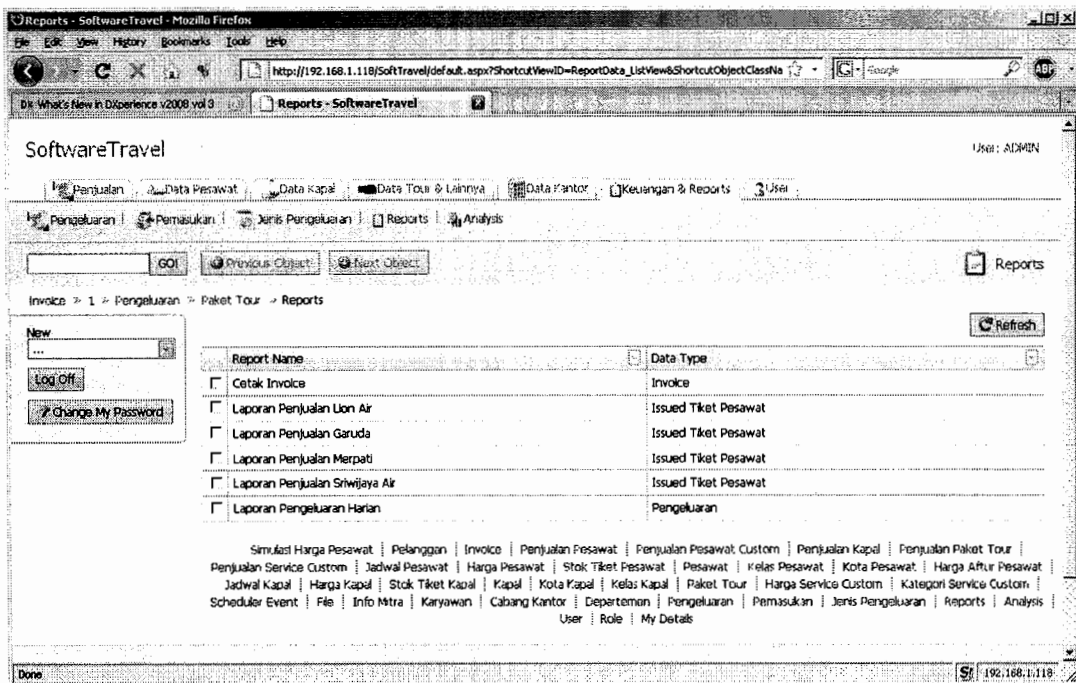 Reports - SoftwareTravel - Mozilla Firefox
File Edit View History Bookmarks Tools Help
http://192.168.1.118/SoftTravel/default.aspx?ShortcutViewID=ReportData_ListView&ShortcutObjectClassNa
Google
ABP
What's New in DXperience v2008 vol 3
Reports - SoftwareTravel
SoftwareTravel
User: ADMIN
Penjualan Data Pesawat Data Kapal Data Tour & Lainnya Data Kantor Keuangan & Reports User
Pengeluaran | Pemasukan | Jenis Pengeluaran | Reports | Analysis
GO! Previous Object Next Object Reports
Invoice > 1 > Pengeluaran > Paket Tour > Reports
New
...
Refresh
Log Off
Change My Password
Report Name Data Type
Cetak Invoice Invoice
Laporan Penjualan Lion Air Issued Tiket Pesawat
Laporan Penjualan Garuda Issued Tiket Pesawat
Laporan Penjualan Merpati Issued Tiket Pesawat
Laporan Penjualan Sriwijaya Air Issued Tiket Pesawat
Laporan Pengeluaran Harian Pengeluaran
Simulasi Harga Pesawat | Pelanggan | Invoice | Penjualan Pesawat | Penjualan Pesawat Custom | Penjualan Kapal | Penjualan Paket Tour |
Penjualan Service Custom | Jadwal Pesawat | Harga Pesawat | Stok Tiket Pesawat | Pesawat | Kelas Pesawat | Kota Pesawat | Harga Aftur Pesawat |
Jadwal Kapal | Harga Kapal | Stok Tiket Kapal | Kapal | Kota Kapal | Kelas Kapal | Paket Tour | Harga Service Custom | Kategori Service Custom |
Scheduler Event | File | Info Mitra | Karyawan | Cabang Kantor | Departemen | Pengeluaran | Pemasukan | Jenis Pengeluaran | Reports | Analysis |
User | Role | My Details
Done
192.168.1.118